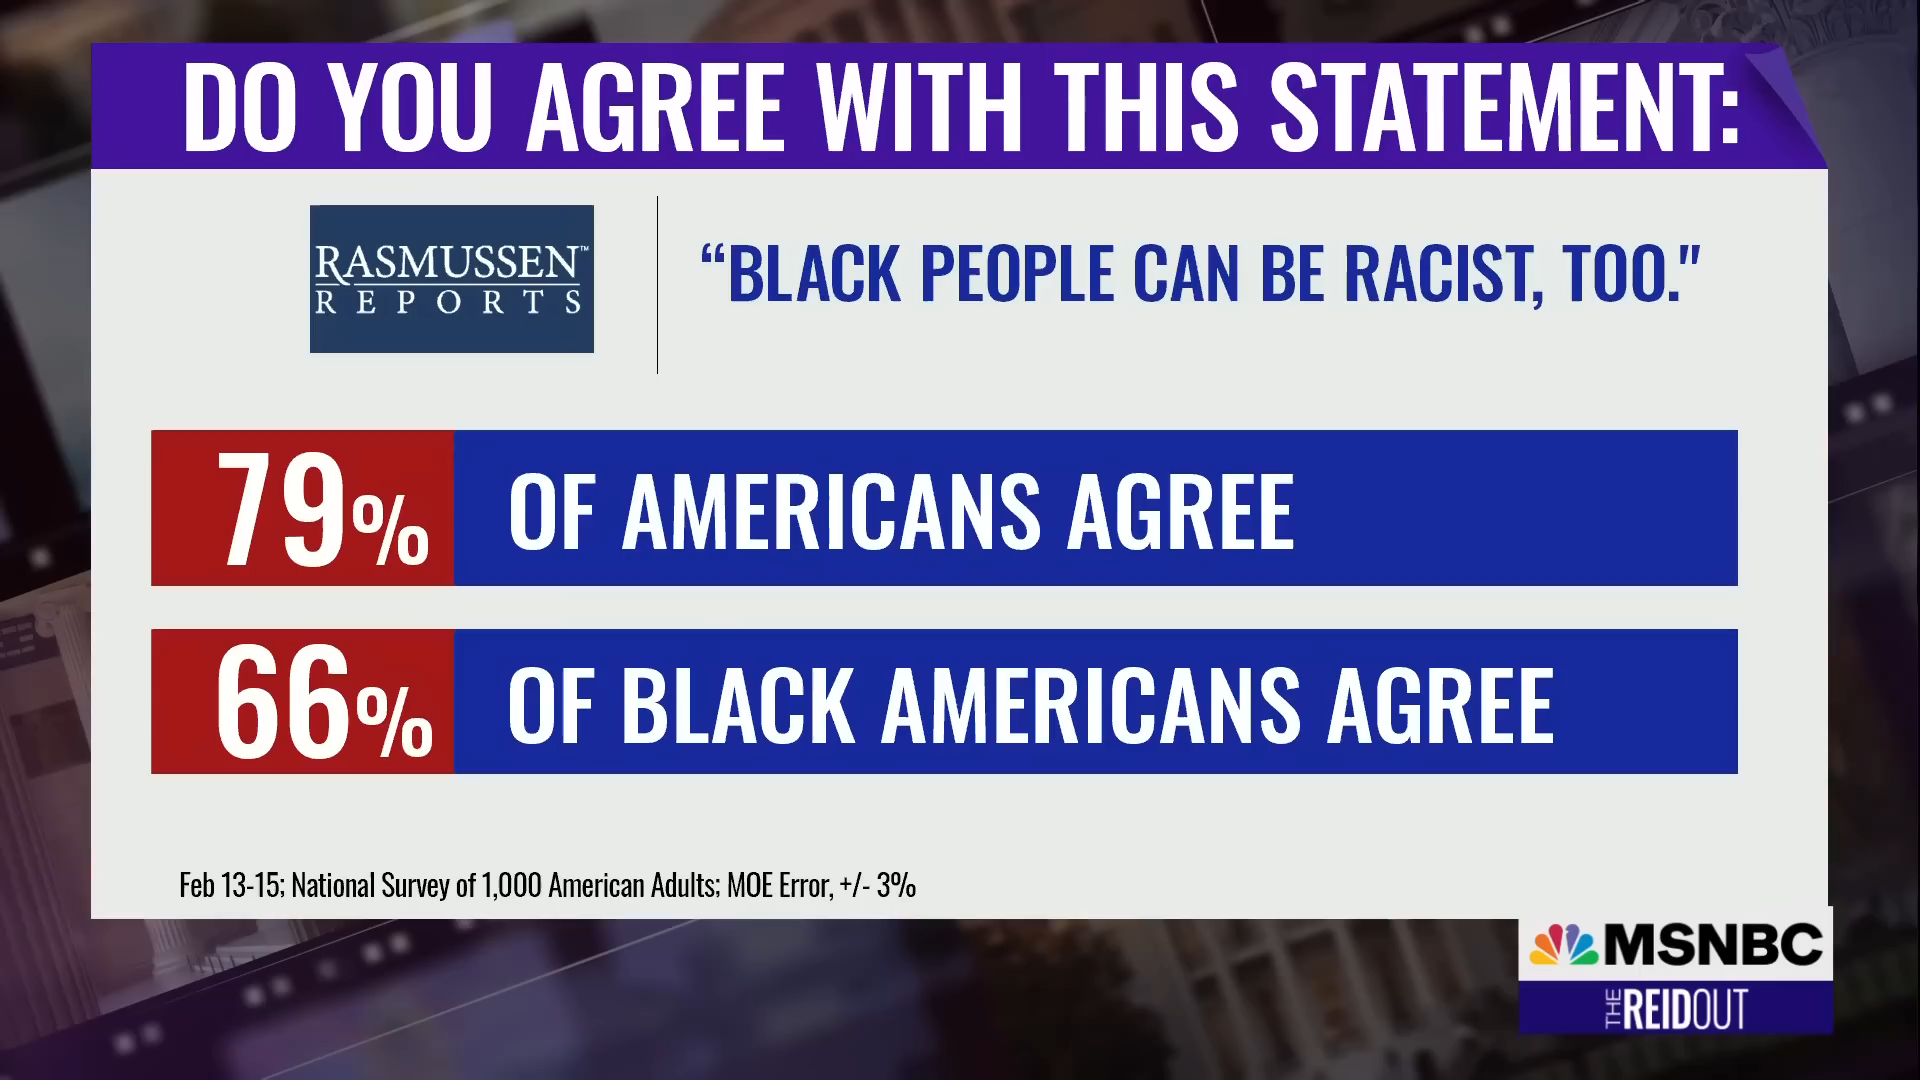 DO YOU AGREE WITH THIS STATEMENT:
RASMUSSEN™
REPORTS
“BLACK PEOPLE CAN BE RACIST, TOO."
79% OF AMERICANS AGREE
66% OF BLACK AMERICANS AGREE
Feb 13-15; National Survey of 1,000 American Adults; MOE Error, +/- 3%
MSNBC
THE REIDOUT